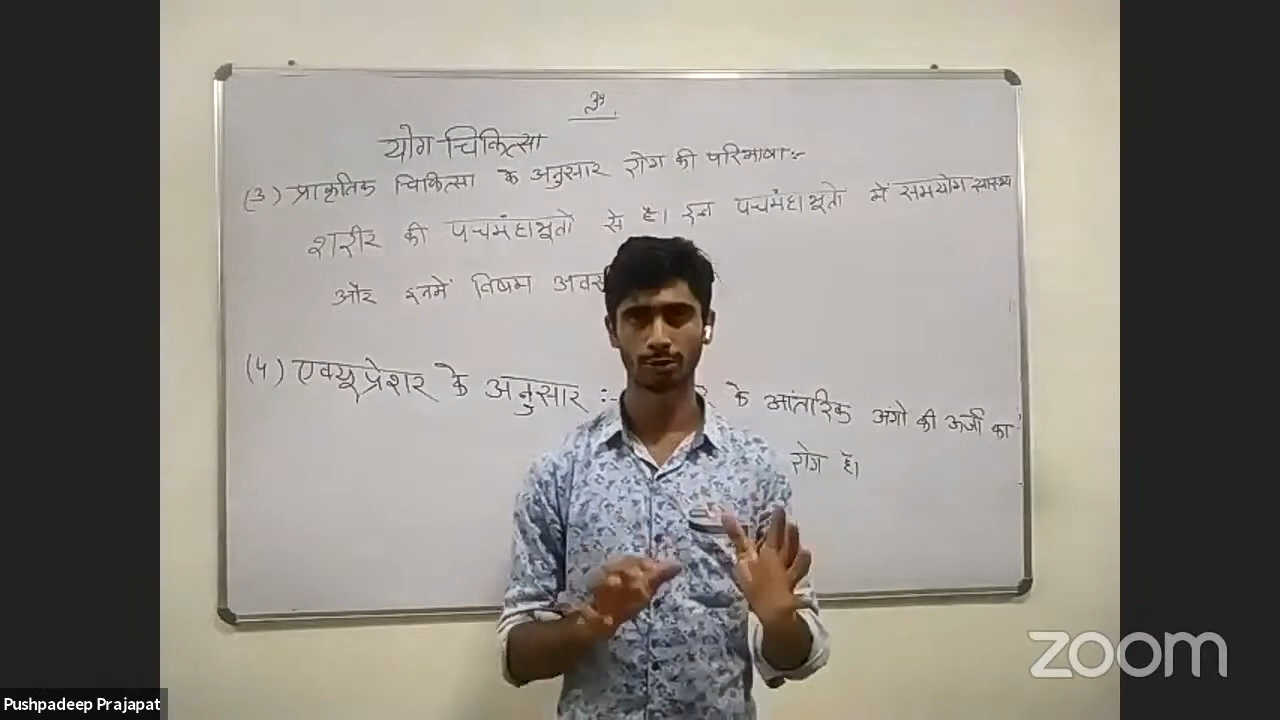 ॐ
योग चिकित्सा
(3) प्राकृतिक चिकित्सा के अनुसार रोग की परिभाषा :-
शरीर की पंचमहाभूतो से है। इन पंचमहाभूतो में समयोग स्वास्थ्य
और इनमें विषम
(4) एक्यूप्रेशर के अनुसार :- के आंतरिक अंगो की ऊर्जा का
रोग है।
zoom
Pushpadeep Prajapat